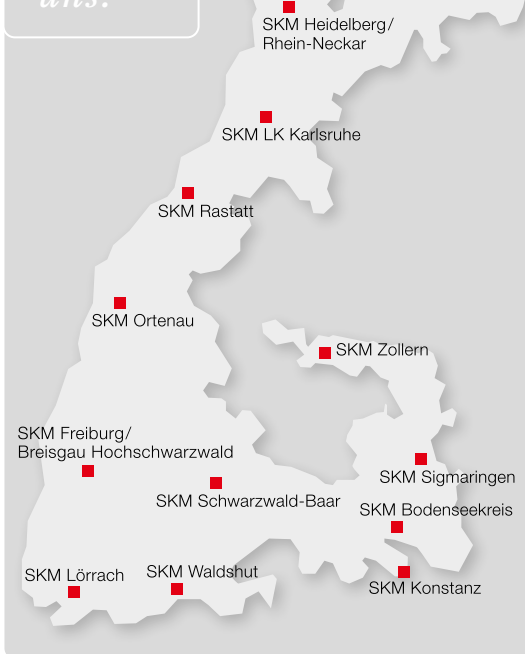 uns.
SKM Heidelberg/
Rhein-Neckar
SKM LK Karlsruhe
SKM Rastatt
SKM Ortenau
SKM Zollern
SKM Freiburg/
Breisgau Hochschwarzwald
SKM Sigmaringen
SKM Schwarzwald-Baar
SKM Bodenseekreis
SKM Lörrach
SKM Waldshut
SKM Konstanz